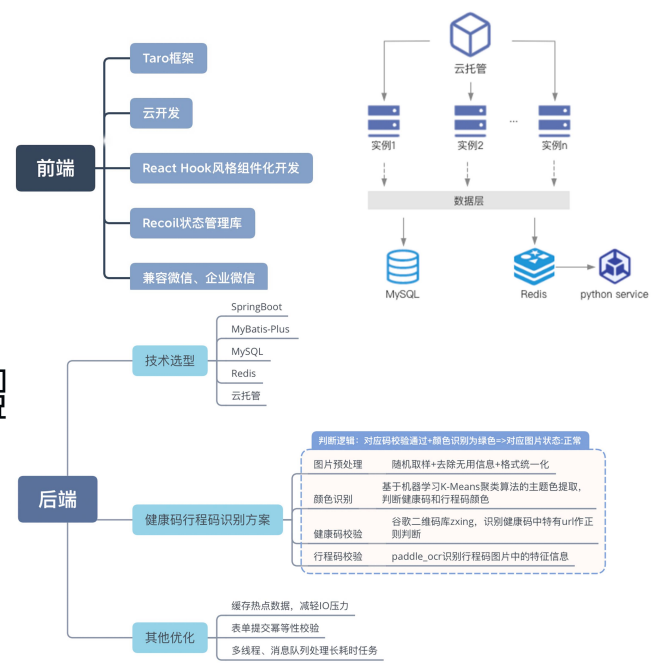 前端
Taro框架
云开发
React Hook风格组件化开发
Recoil状态管理库
兼容微信、企业微信
云托管
实例1
实例2
...
实例n
数据层
MySQL
Redis
python service
后端
技术选型
SpringBoot
MyBatis-Plus
MySQL
Redis
云托管
健康码行程码识别方案
判断逻辑：对应码校验通过+颜色识别为绿色=>对应图片状态:正常
图片预处理
随机取样+去除无用信息+格式统一化
颜色识别
基于机器学习K-Means聚类算法的主题色提取，
判断健康码和行程码颜色
健康码校验
谷歌二维码库zxing，识别健康码中特有url作正
则判断
行程码校验
paddle_ocr识别行程码图片中的特征信息
其他优化
缓存热点数据，减轻IO压力
表单提交幂等性校验
多线程、消息队列处理长耗时任务